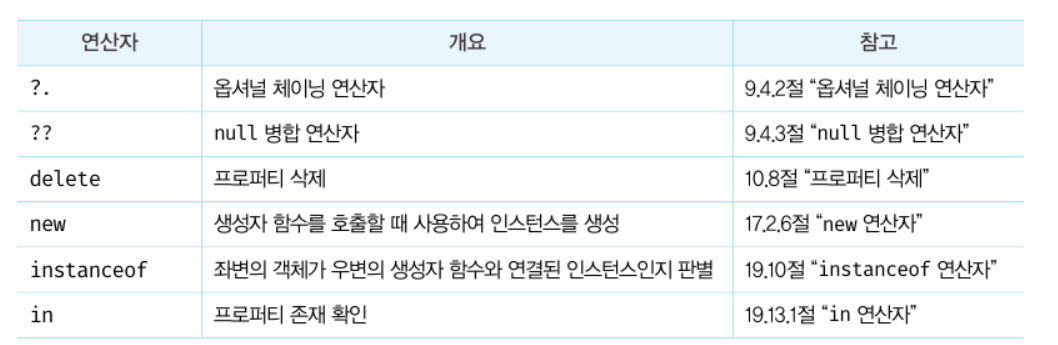 연산자 개요 참고
?. 옵셔널 체이닝 연산자 9.4.2절 “옵셔널 체이닝 연산자”
?? null 병합 연산자 9.4.3절 “null 병합 연산자”
delete 프로퍼티 삭제 10.8절 “프로퍼티 삭제”
new 생성자 함수를 호출할 때 사용하여 인스턴스를 생성 17.2.6절 “new 연산자”
instanceof 좌변의 객체가 우변의 생성자 함수와 연결된 인스턴스인지 판별 19.10절 “instanceof 연산자”
in 프로퍼티 존재 확인 19.13.1절 “in 연산자”